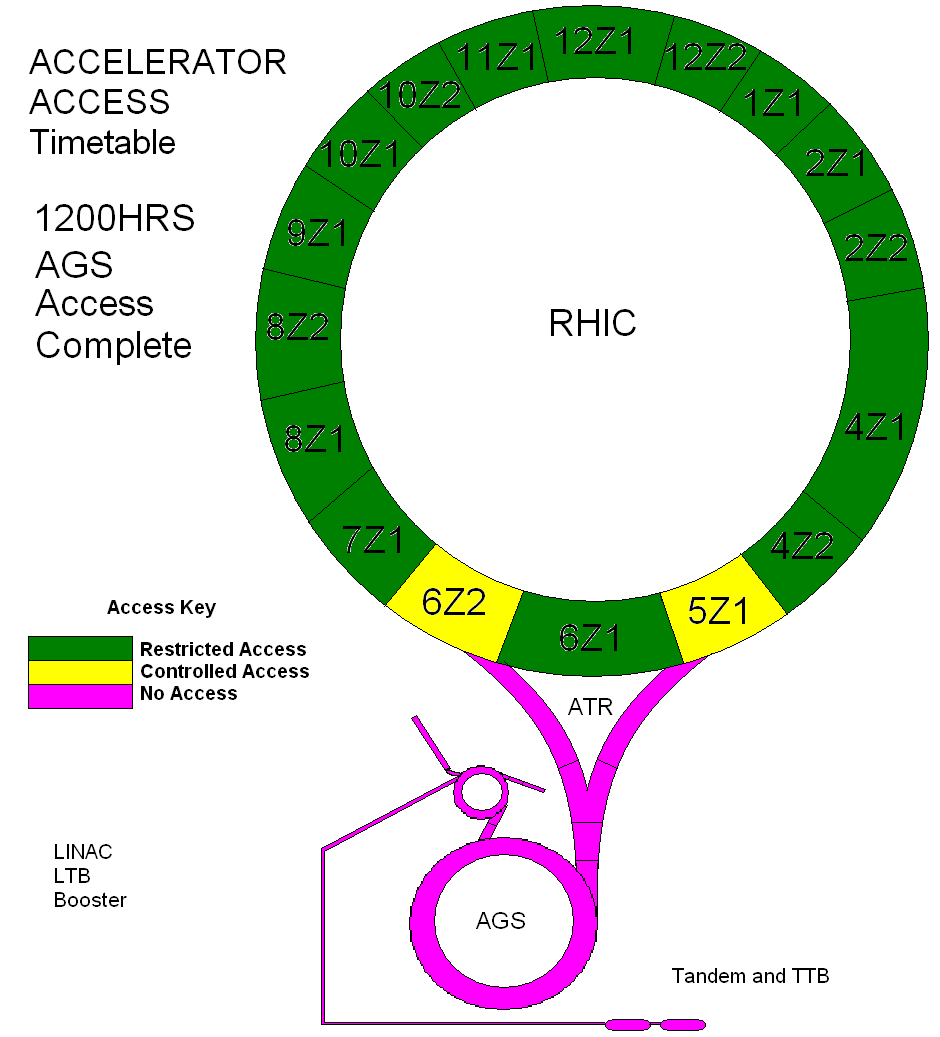 ACCELERATOR
ACCESS
Timetable
1200HRS
AGS
Access
Complete
12Z1
11Z1
12Z2
10Z2
1Z1
10Z1
2Z1
9Z1
2Z2
8Z2
RHIC
8Z1
4Z1
7Z1
4Z2
6Z2
6Z1
5Z1
Access Key
Restricted Access
Controlled Access
No Access
ATR
LINAC
LTB
Booster
AGS
Tandem and TTB